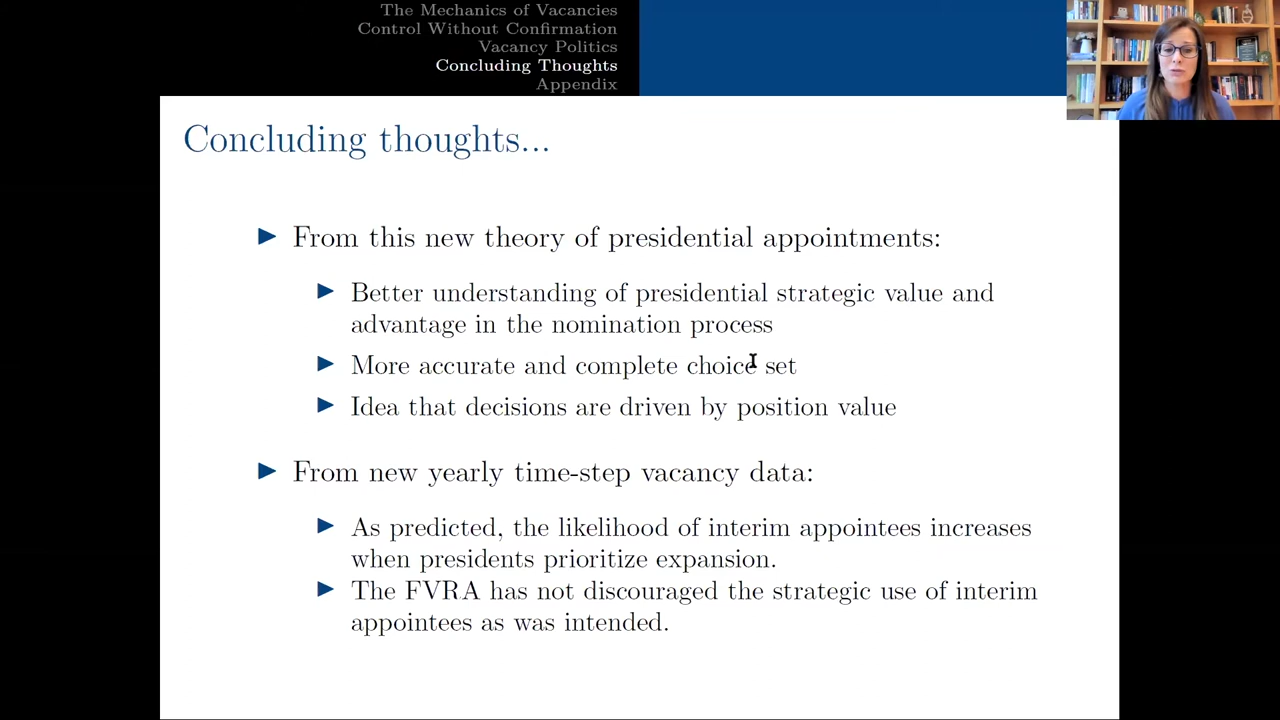 The Mechanics of Vacancies
Control Without Confirmation
Vacancy Politics
Concluding Thoughts
Appendix
Concluding thoughts...
From this new theory of presidential appointments:
Better understanding of presidential strategic value and
advantage in the nomination process
More accurate and complete choice set
Idea that decisions are driven by position value
From new yearly time-step vacancy data:
As predicted, the likelihood of interim appointees increases
when presidents prioritize expansion.
The FVRA has not discouraged the strategic use of interim
appointees as was intended.